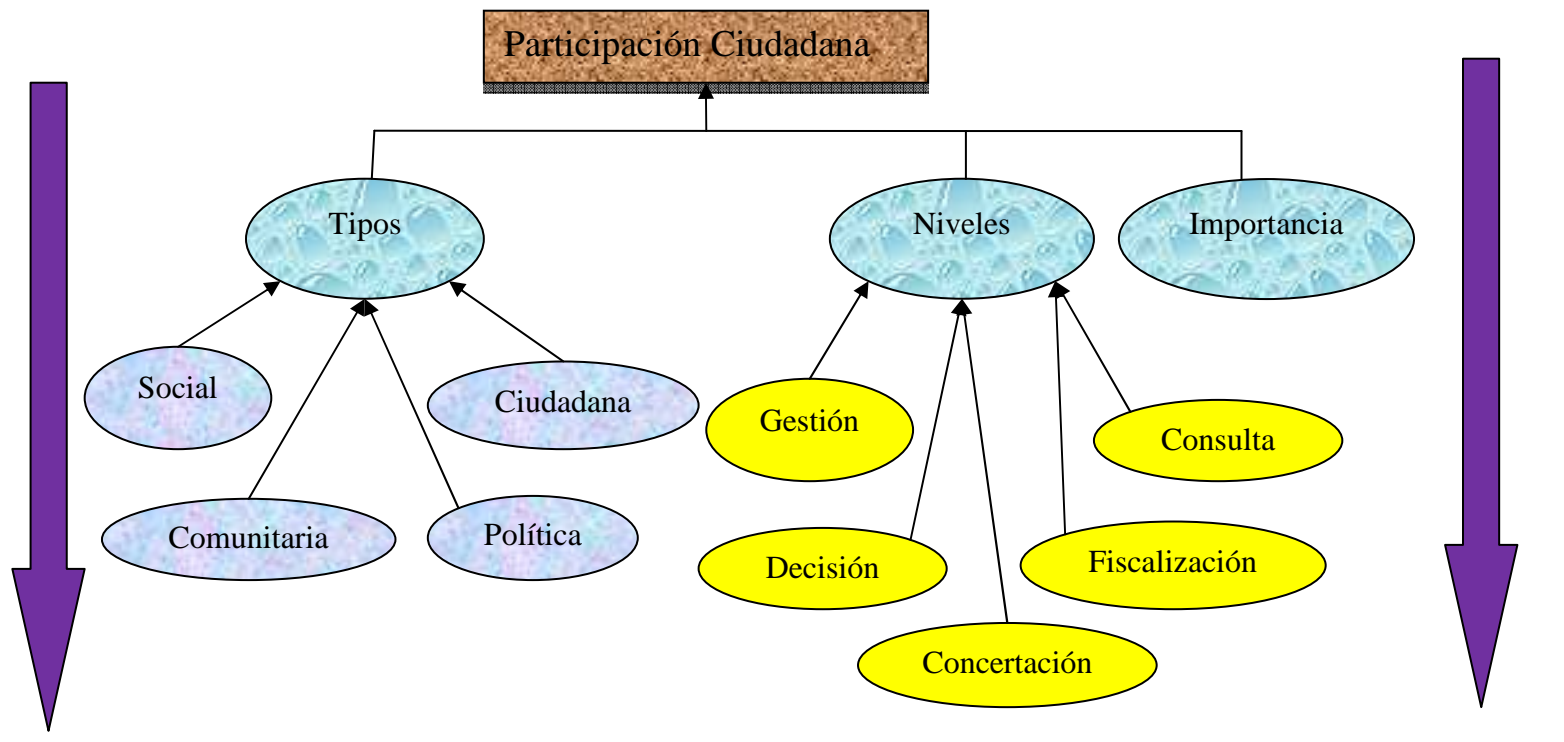 Participación Ciudadana
Tipos
Niveles
Importancia
Social
Ciudadana
Gestión
Consulta
Comunitaria
Política
Decisión
Fiscalización
Concertación